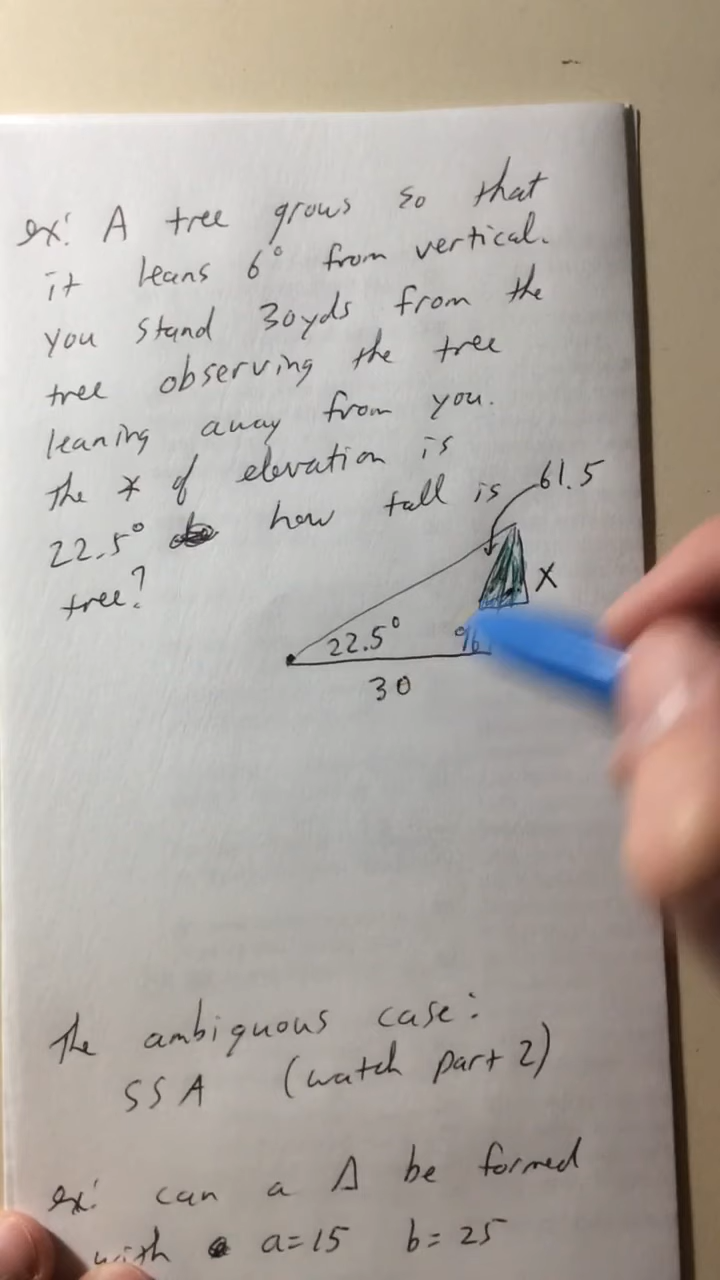 ex: A tree grows so that
it leans 6° from vertical.
you stand 30yds from the
tree observing the tree
leaning away from you.
The ∡ of elevation is
22.5° how tall is
tree?
61.5
X
22.5° 96
30
The ambiguous case:
SSA (watch part 2)
ex: can a Δ be formed
with a=15 b=25